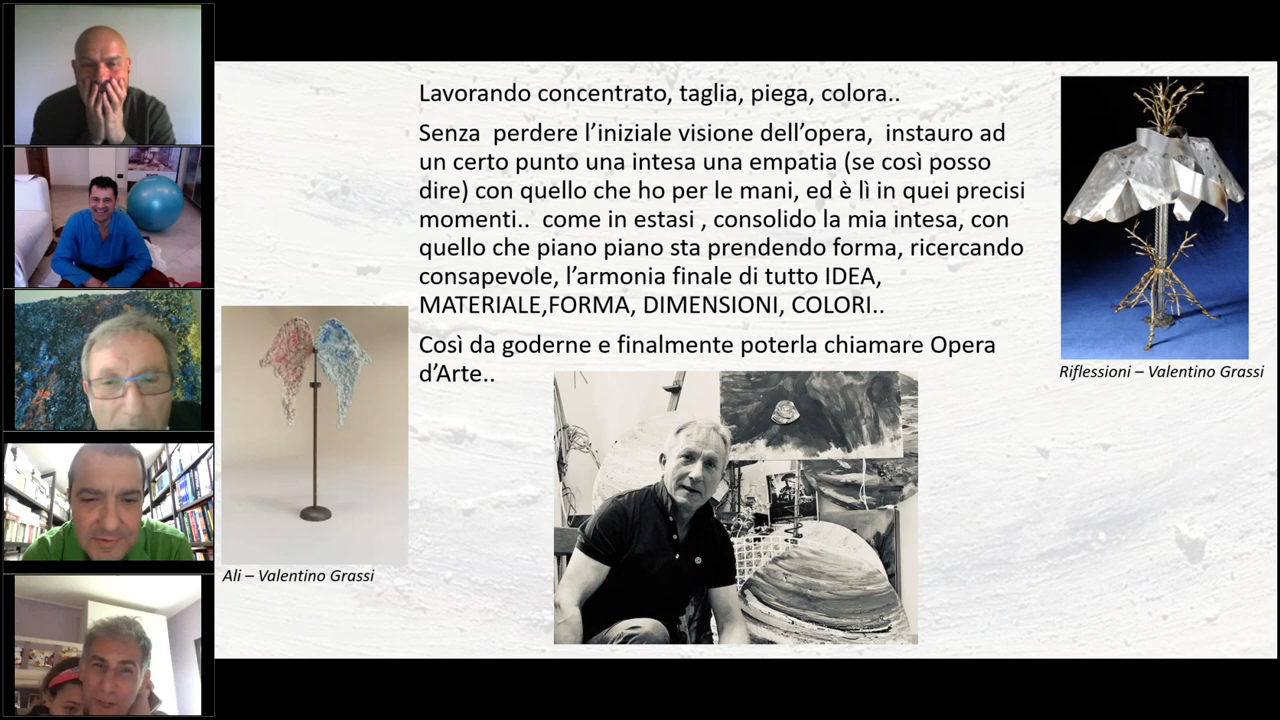 Lavorando concentrato, taglia, piega, colora..
Senza  perdere l’iniziale visione dell’opera,  instauro ad
un certo punto una intesa una empatia (se così posso
dire) con quello che ho per le mani, ed è lì in quei precisi
momenti..  come in estasi , consolido la mia intesa, con
quello che piano piano sta prendendo forma, ricercando
consapevole, l’armonia finale di tutto IDEA,
MATERIALE,FORMA, DIMENSIONI, COLORI..
Così da goderne e finalmente poterla chiamare Opera
d’Arte..
Riflessioni – Valentino Grassi
Ali – Valentino Grassi